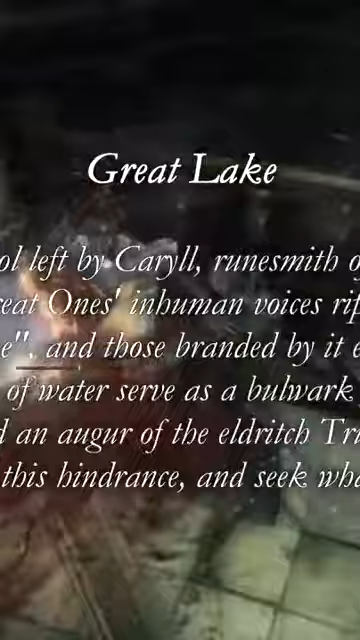 Great Lake
ol left by Caryll, runesmith o
reat Ones' inhuman voices rip
e", and those branded by it e
of water serve as a bulwark
d an augur of the eldritch Tr
this hindrance, and seek wha